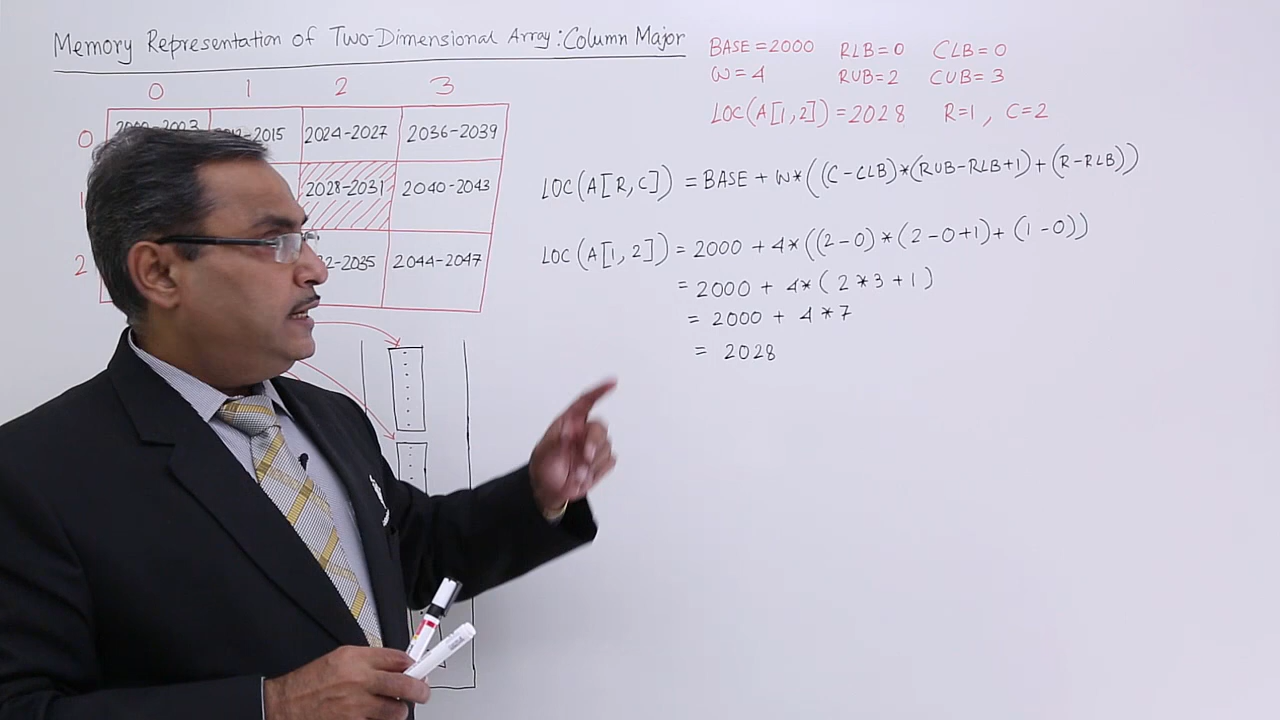 Memory Representation of Two-Dimensional Array: Column Major
BASE=2000 RLB=0 CLB=0
W=4 RUB=2 CUB=3
LOC(A[1,2])=2028 R=1, C=2
0 1 2 3
0 2024-2027 2036-2039
2028-2031 2040-2043
2 2044-2047
LOC(A[R,C]) = BASE + W*((C-CLB)*(RUB-RLB+1)+(R-RLB))
LOC(A[1,2]) = 2000 + 4*((2-0)*(2-0+1)+(1-0))
= 2000 + 4*(2*3+1)
= 2000 + 4*7
= 2028